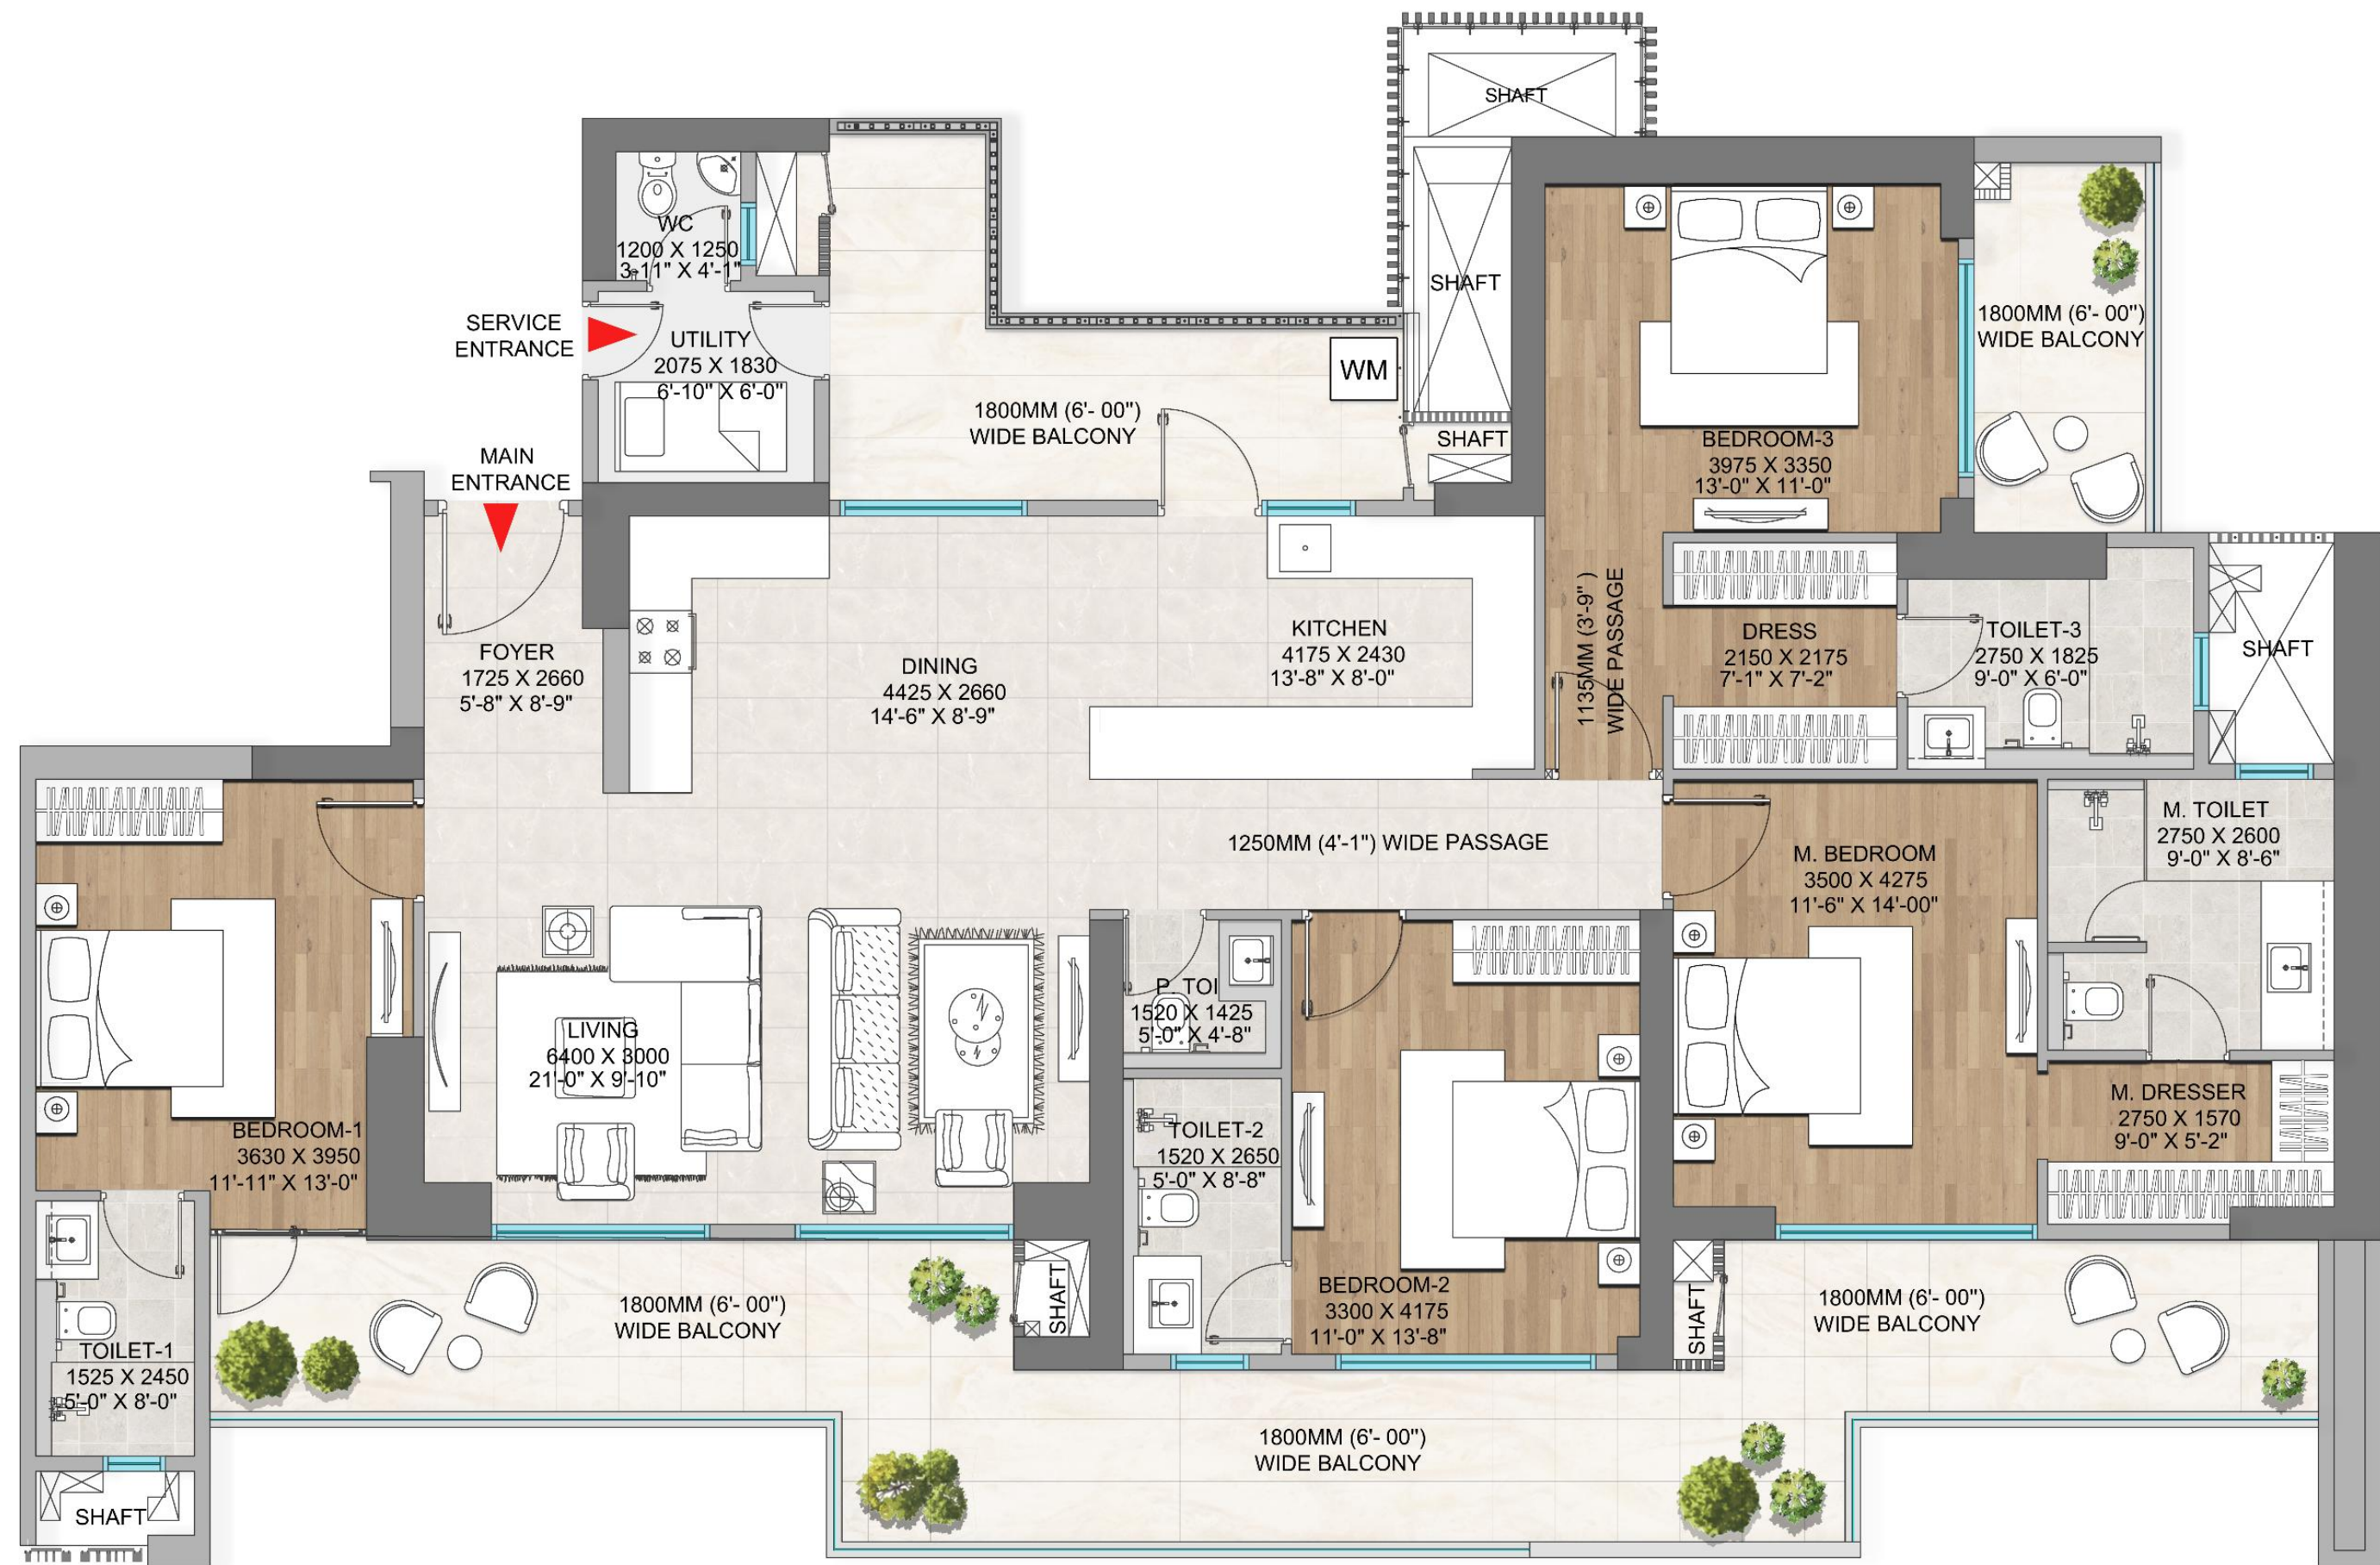 SHAFT
WC
1200 X 1250
3-11" X 4'-1"
SHAFT
SERVICE
ENTRANCE
UTILITY
2075 X 1830
6'-10" X 6'-0"
WM
1800MM (6'- 00")
WIDE BALCONY
1800MM (6'- 00")
WIDE BALCONY
SHAFT
MAIN
ENTRANCE
BEDROOM-3
3975 X 3350
13'-0" X 11'-0"
FOYER
1725 X 2660
5'-8" X 8'-9"
DINING
4425 X 2660
14'-6" X 8'-9"
KITCHEN
4175 X 2430
13'-8" X 8'-0"
1135MM (3'-9" )
WIDE PASSAGE
DRESS
2150 X 2175
7'-1" X 7'-2"
TOILET-3
2750 X 1825
9'-0" X 6'-0"
SHAFT
1250MM (4'-1") WIDE PASSAGE
M. BEDROOM
3500 X 4275
11'-6" X 14'-00"
M. TOILET
2750 X 2600
9'-0" X 8'-6"
LIVING
6400 X 3000
21'-0" X 9'-10"
P. TOI
1520 X 1425
5'-0" X 4'-8"
BEDROOM-1
3630 X 3950
11'-11" X 13'-0"
TOILET-2
1520 X 2650
5'-0" X 8'-8"
M. DRESSER
2750 X 1570
9'-0" X 5'-2"
BEDROOM-2
3300 X 4175
11'-0" X 13'-8"
1800MM (6'- 00")
WIDE BALCONY
SHAFT
SHAFT
1800MM (6'- 00")
WIDE BALCONY
TOILET-1
1525 X 2450
5'-0" X 8'-0"
1800MM (6'- 00")
WIDE BALCONY
SHAFT